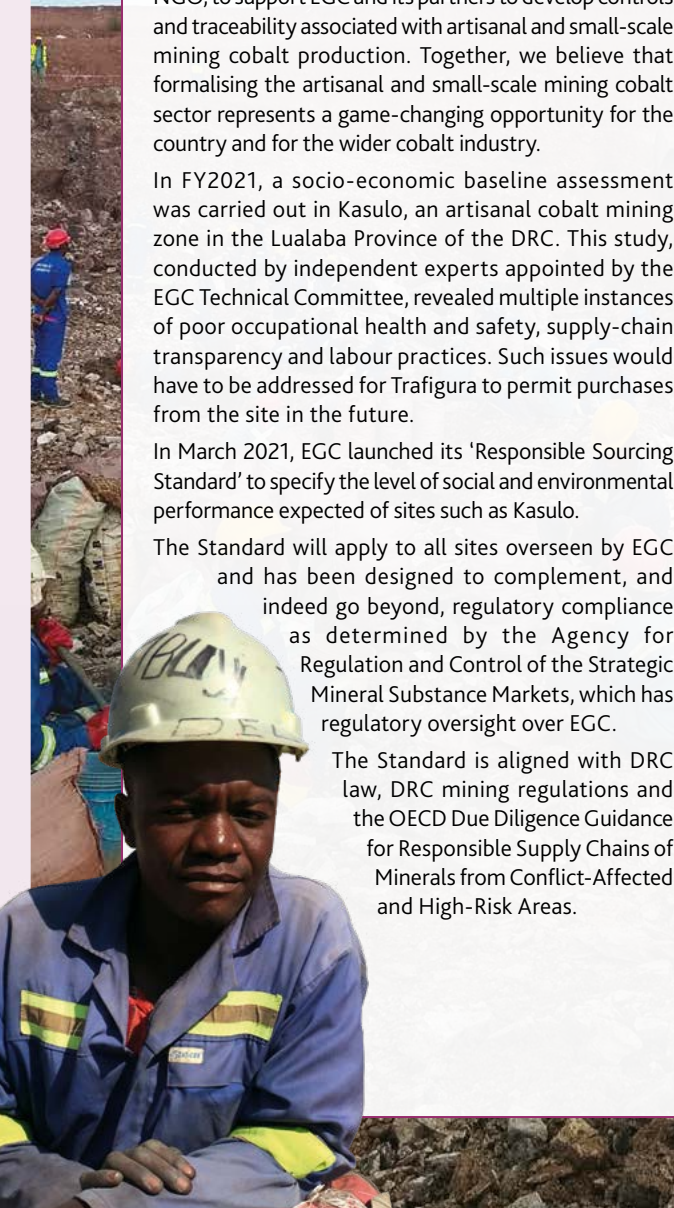 NGO, to support EGC and its partners to develop controls
and traceability associated with artisanal and small-scale
mining cobalt production. Together, we believe that
formalising the artisanal and small-scale mining cobalt
sector represents a game-changing opportunity for the
country and for the wider cobalt industry.
In FY2021, a socio-economic baseline assessment
was carried out in Kasulo, an artisanal cobalt mining
zone in the Lualaba Province of the DRC. This study,
conducted by independent experts appointed by the
EGC Technical Committee, revealed multiple instances
of poor occupational health and safety, supply-chain
transparency and labour practices. Such issues would
have to be addressed for Trafigura to permit purchases
from the site in the future.
In March 2021, EGC launched its ‘Responsible Sourcing
Standard’ to specify the level of social and environmental
performance expected of sites such as Kasulo.
The Standard will apply to all sites overseen by EGC
and has been designed to complement, and
indeed go beyond, regulatory compliance
as determined by the Agency for
Regulation and Control of the Strategic
Mineral Substance Markets, which has
regulatory oversight over EGC.
The Standard is aligned with DRC
law, DRC mining regulations and
the OECD Due Diligence Guidance
for Responsible Supply Chains of
Minerals from Conflict-Affected
and High-Risk Areas.